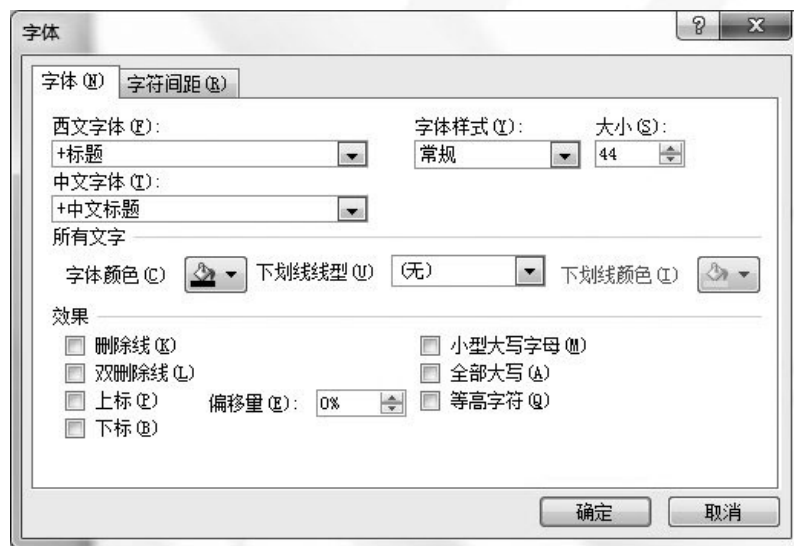 字体
字体(N) 字符间距(R)
西文字体(F): 字体样式(Y): 大小(S):
+标题 常规 44
中文字体(T):
+中文标题
所有文字
字体颜色(C) 下划线线型(U) (无) 下划线颜色(I)
效果
删除线(K) 小型大写字母(M)
双删除线(L) 全部大写(A)
上标(P) 偏移量(E): 0% 等高字符(Q)
下标(B)
确定 取消